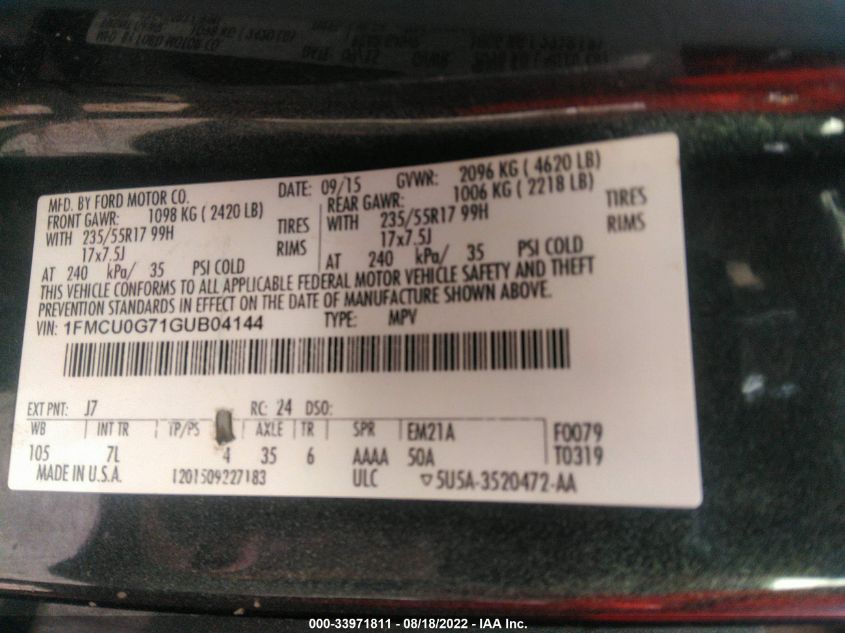 MFD. BY FORD MOTOR CO. DATE: 09/15 GVWR: 2096 KG ( 4620 LB)
FRONT GAWR: 1098 KG ( 2420 LB) REAR GAWR: 1006 KG ( 2218 LB)
WITH 235/55R17 99H TIRES WITH 235/55R17 99H TIRES
17x7.5J RIMS 17x7.5J RIMS
AT 240 kPa/ 35 PSI COLD AT 240 kPa/ 35 PSI COLD
THIS VEHICLE CONFORMS TO ALL APPLICABLE FEDERAL MOTOR VEHICLE SAFETY AND THEFT
PREVENTION STANDARDS IN EFFECT ON THE DATE OF MANUFACTURE SHOWN ABOVE.
VIN: 1FMCU0G71GUB04144 TYPE: MPV
EXT PNT: J7 RC: 24 DSO:
WB INT TR TP/PS AXLE TR SPR EM21A F0079
105 7L 4 35 6 AAAA 50A T0319
MADE IN U.S.A. 1201509227183 ULC ▽5U5A-3520472-AA
000-33971811 - 08/18/2022 - IAA Inc.